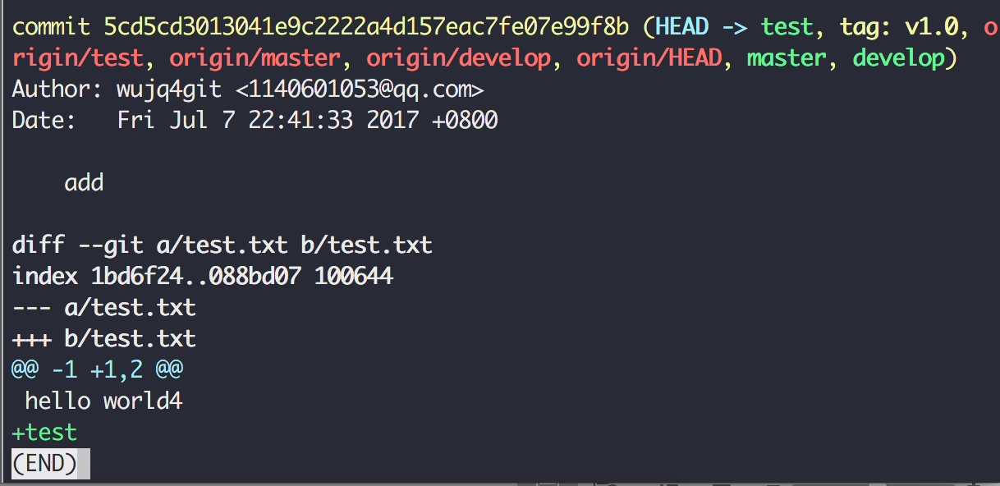 commit 5cd5cd3013041e9c2222a4d157eac7fe07e99f8b (HEAD -> test, tag: v1.0, o
rigin/test, origin/master, origin/develop, origin/HEAD, master, develop)
Author: wujq4git <1140601053@qq.com>
Date:   Fri Jul 7 22:41:33 2017 +0800
    add
diff --git a/test.txt b/test.txt
index 1bd6f24..088bd07 100644
--- a/test.txt
+++ b/test.txt
@@ -1 +1,2 @@
 hello world4
+test
(END)